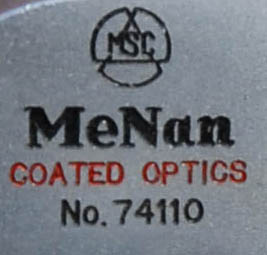 MSC
MeNan
COATED OPTICS
No. 74110